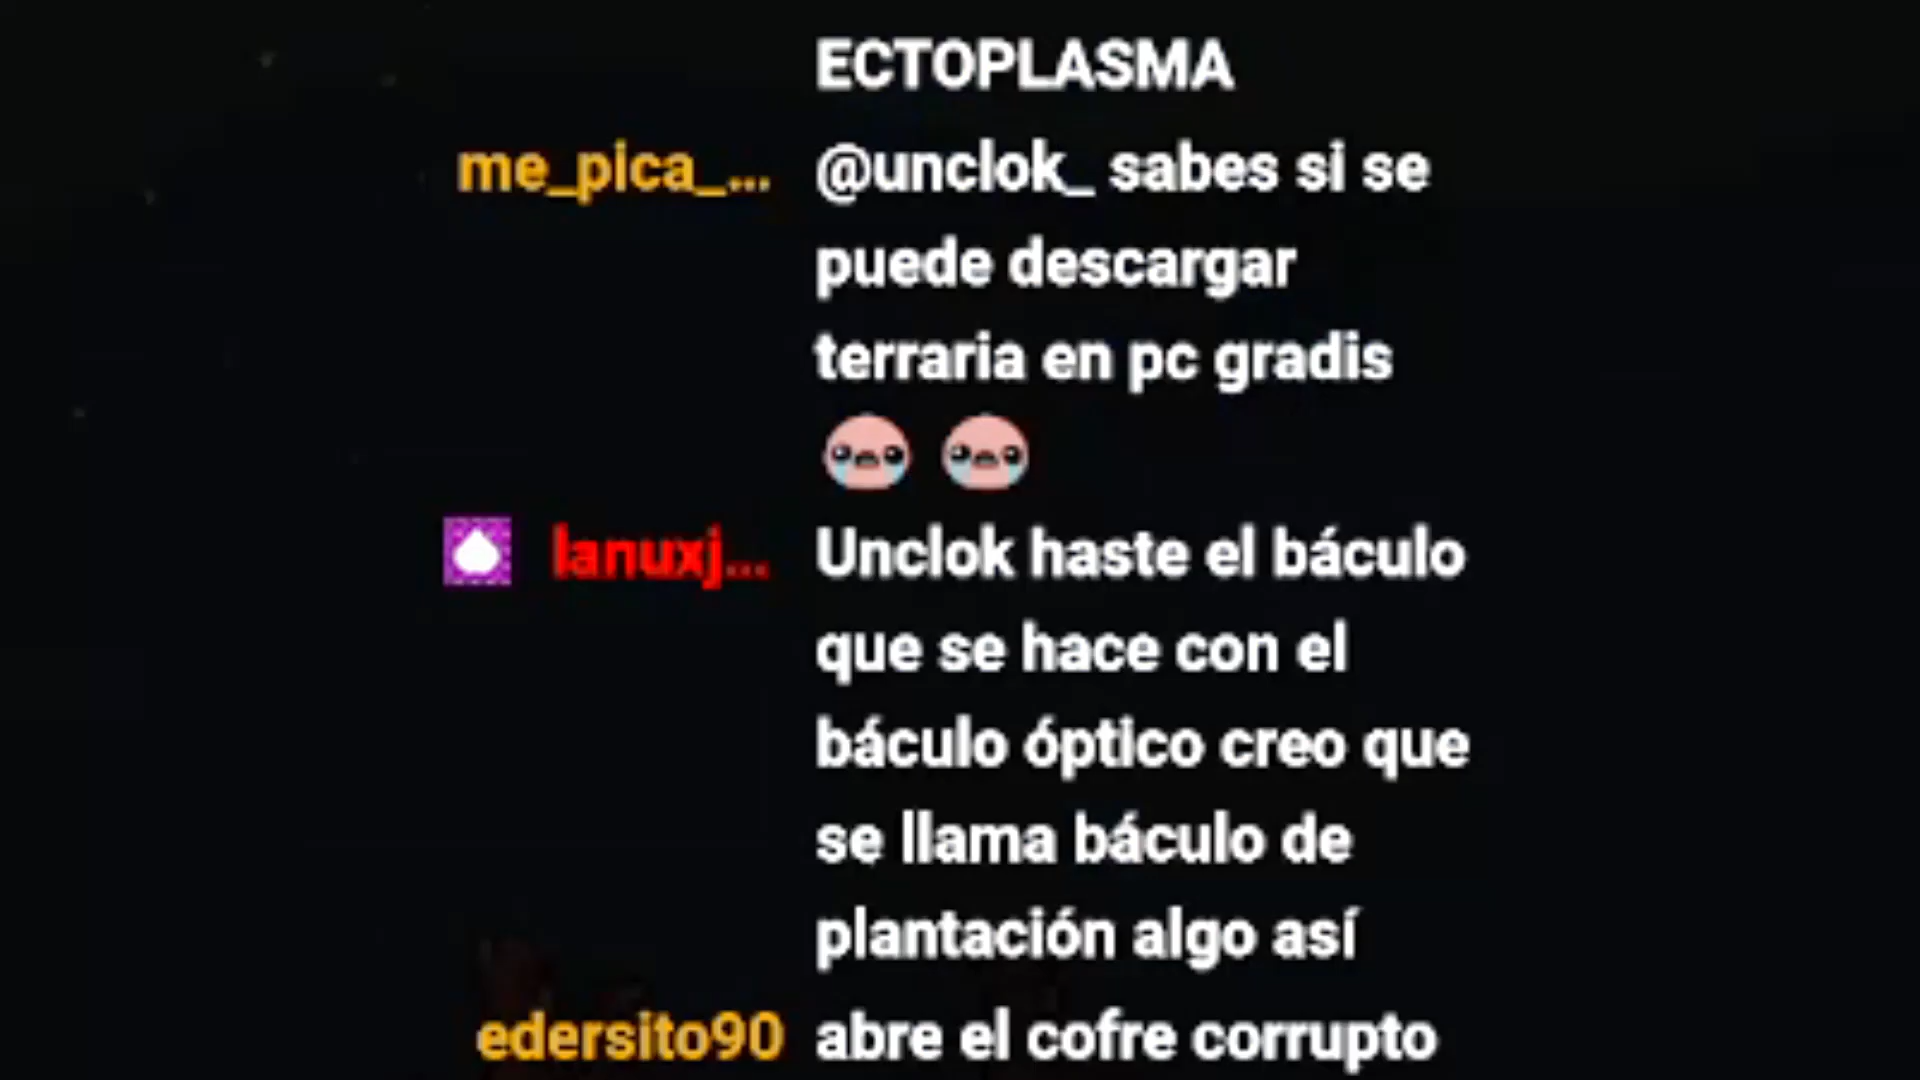 ECTOPLASMA
me_pica_... @unclok_ sabes si se
puede descargar
terraria en pc gradis
lanuxj... Unclok haste el báculo
que se hace con el
báculo óptico creo que
se llama báculo de
plantación algo así
edersito90 abre el cofre corrupto